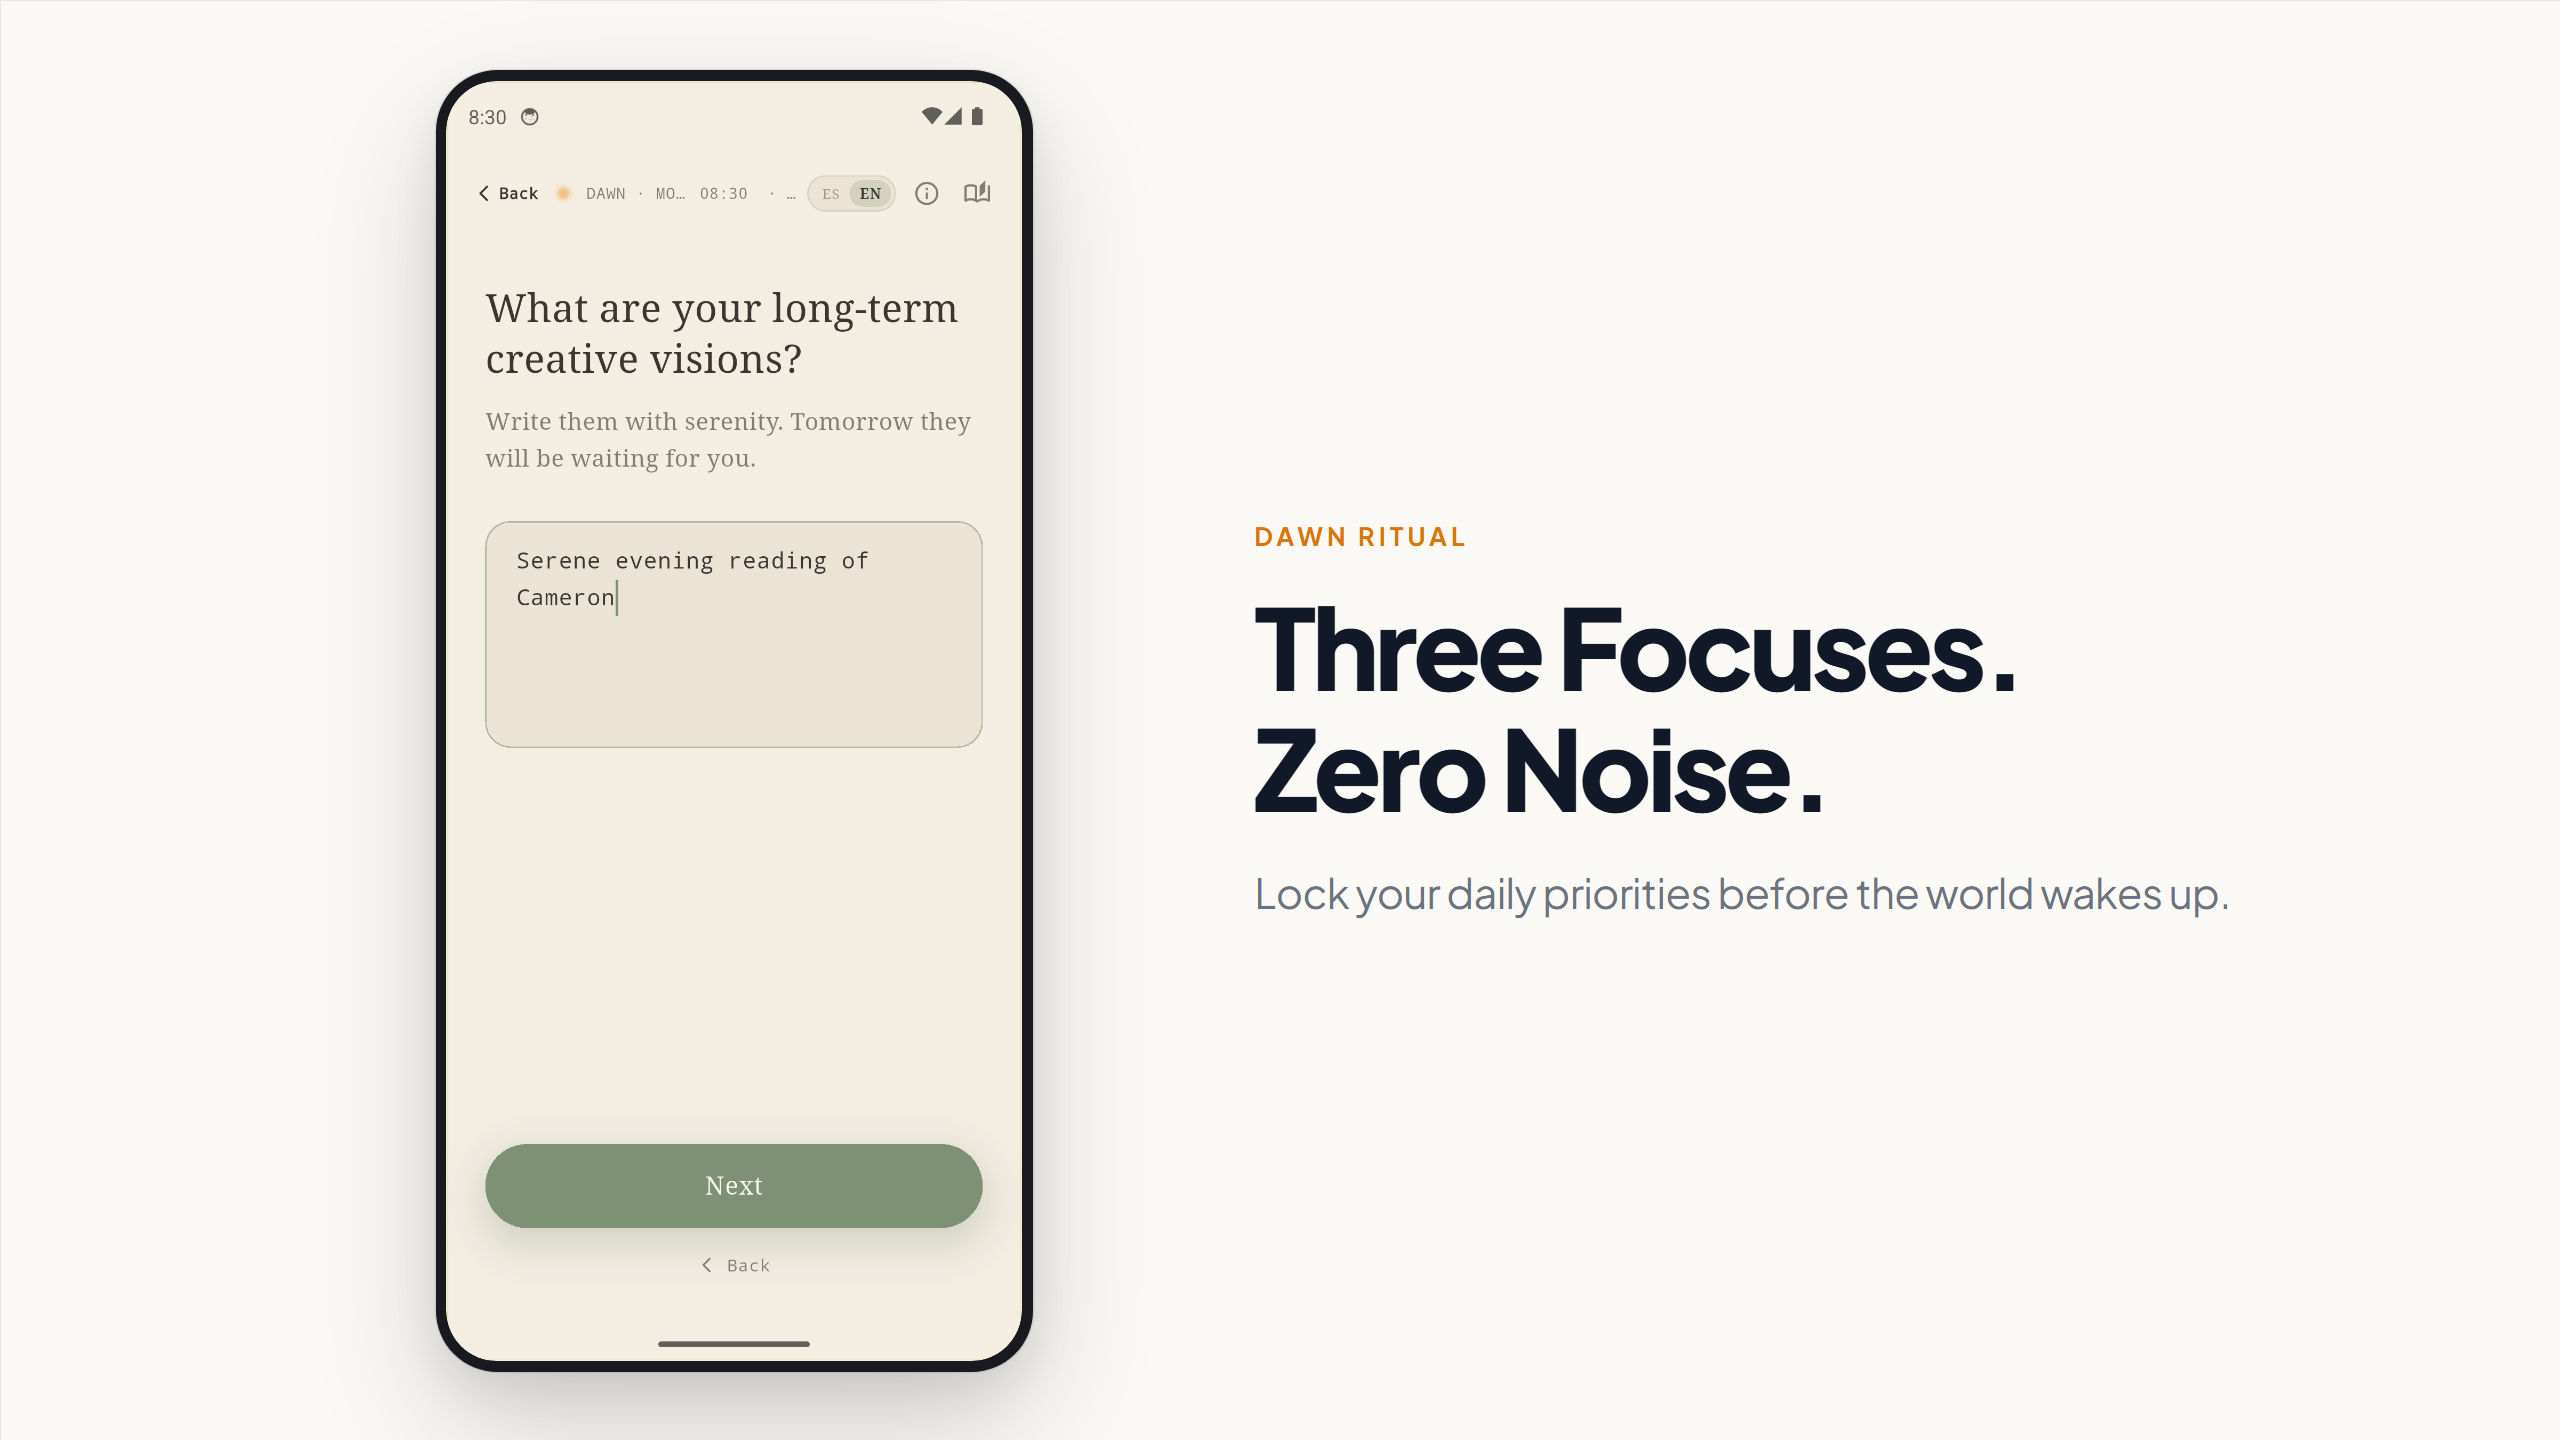 8:30
Back DAWN · MO… 08:30 · … ES EN
What are your long-term
creative visions?
Write them with serenity. Tomorrow they
will be waiting for you.
Serene evening reading of
Cameron
Next
Back
DAWN RITUAL
Three Focuses.
Zero Noise.
Lock your daily priorities before the world wakes up.